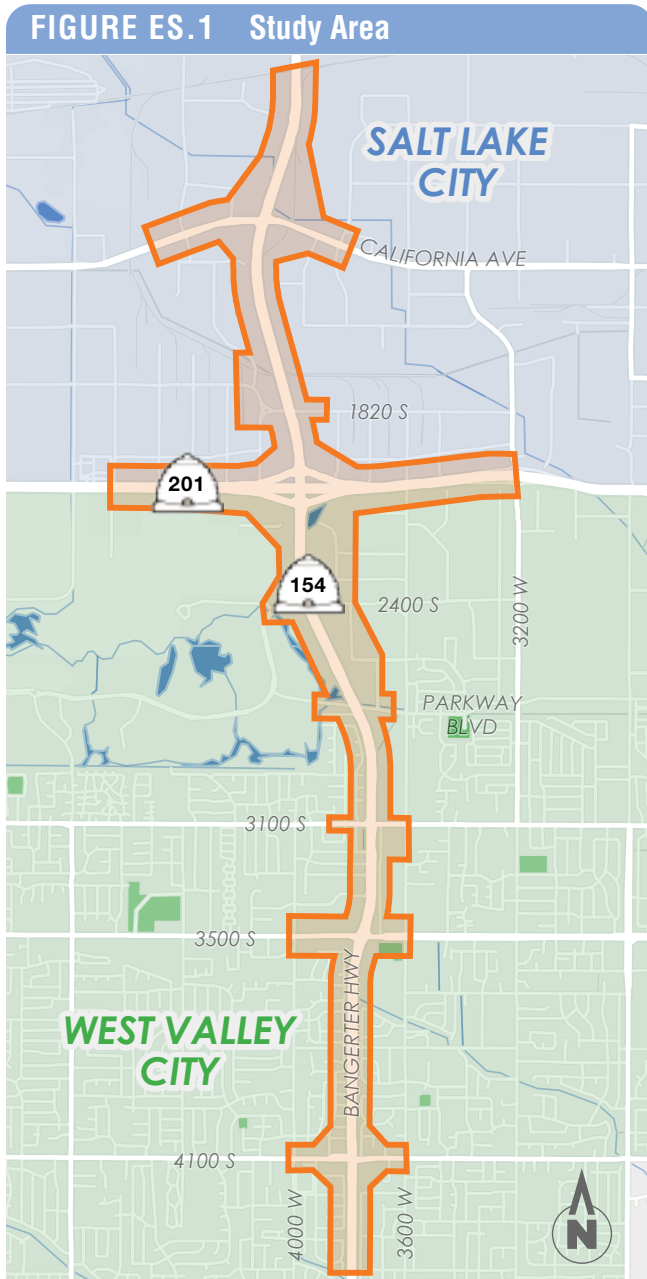 FIGURE ES.1 Study Area
SALT LAKE
CITY
CALIFORNIA AVE
1820 S
201
154
2400 S
3200 W
PARKWAY
BLVD
3100 S
3500 S
BANGERTER HWY
WEST VALLEY
CITY
4100 S
4000 W
3600 W
N